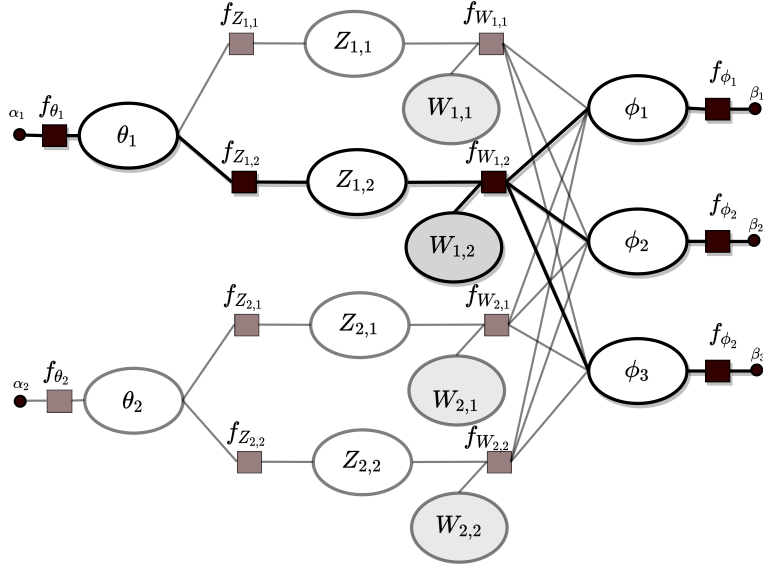 f_{Z_{1,1}}
Z_{1,1}
f_{W_{1,1}}
W_{1,1}
α_1
f_{θ_1}
θ_1
f_{Z_{1,2}}
Z_{1,2}
f_{W_{1,2}}
W_{1,2}
ϕ_1
f_{ϕ_1}
β_1
ϕ_2
f_{ϕ_2}
β_2
f_{Z_{2,1}}
Z_{2,1}
f_{W_{2,1}}
W_{2,1}
ϕ_3
f_{ϕ_2}
β_3
α_2
f_{θ_2}
θ_2
f_{Z_{2,2}}
Z_{2,2}
f_{W_{2,2}}
W_{2,2}